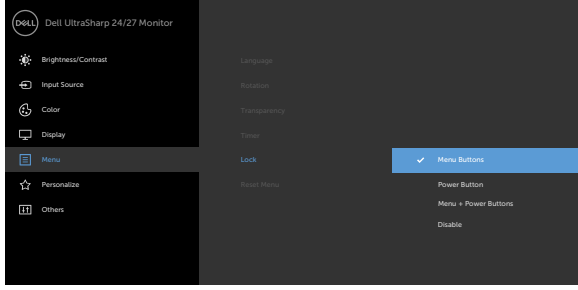 DELL
Dell UltraSharp 24/27 Monitor
Brightness/Contrast
Input Source
Color
Display
Menu
Personalize
Others
Language
Rotation
Transparency
Timer
Lock
Reset Menu
Menu Buttons
Power Button
Menu + Power Buttons
Disable